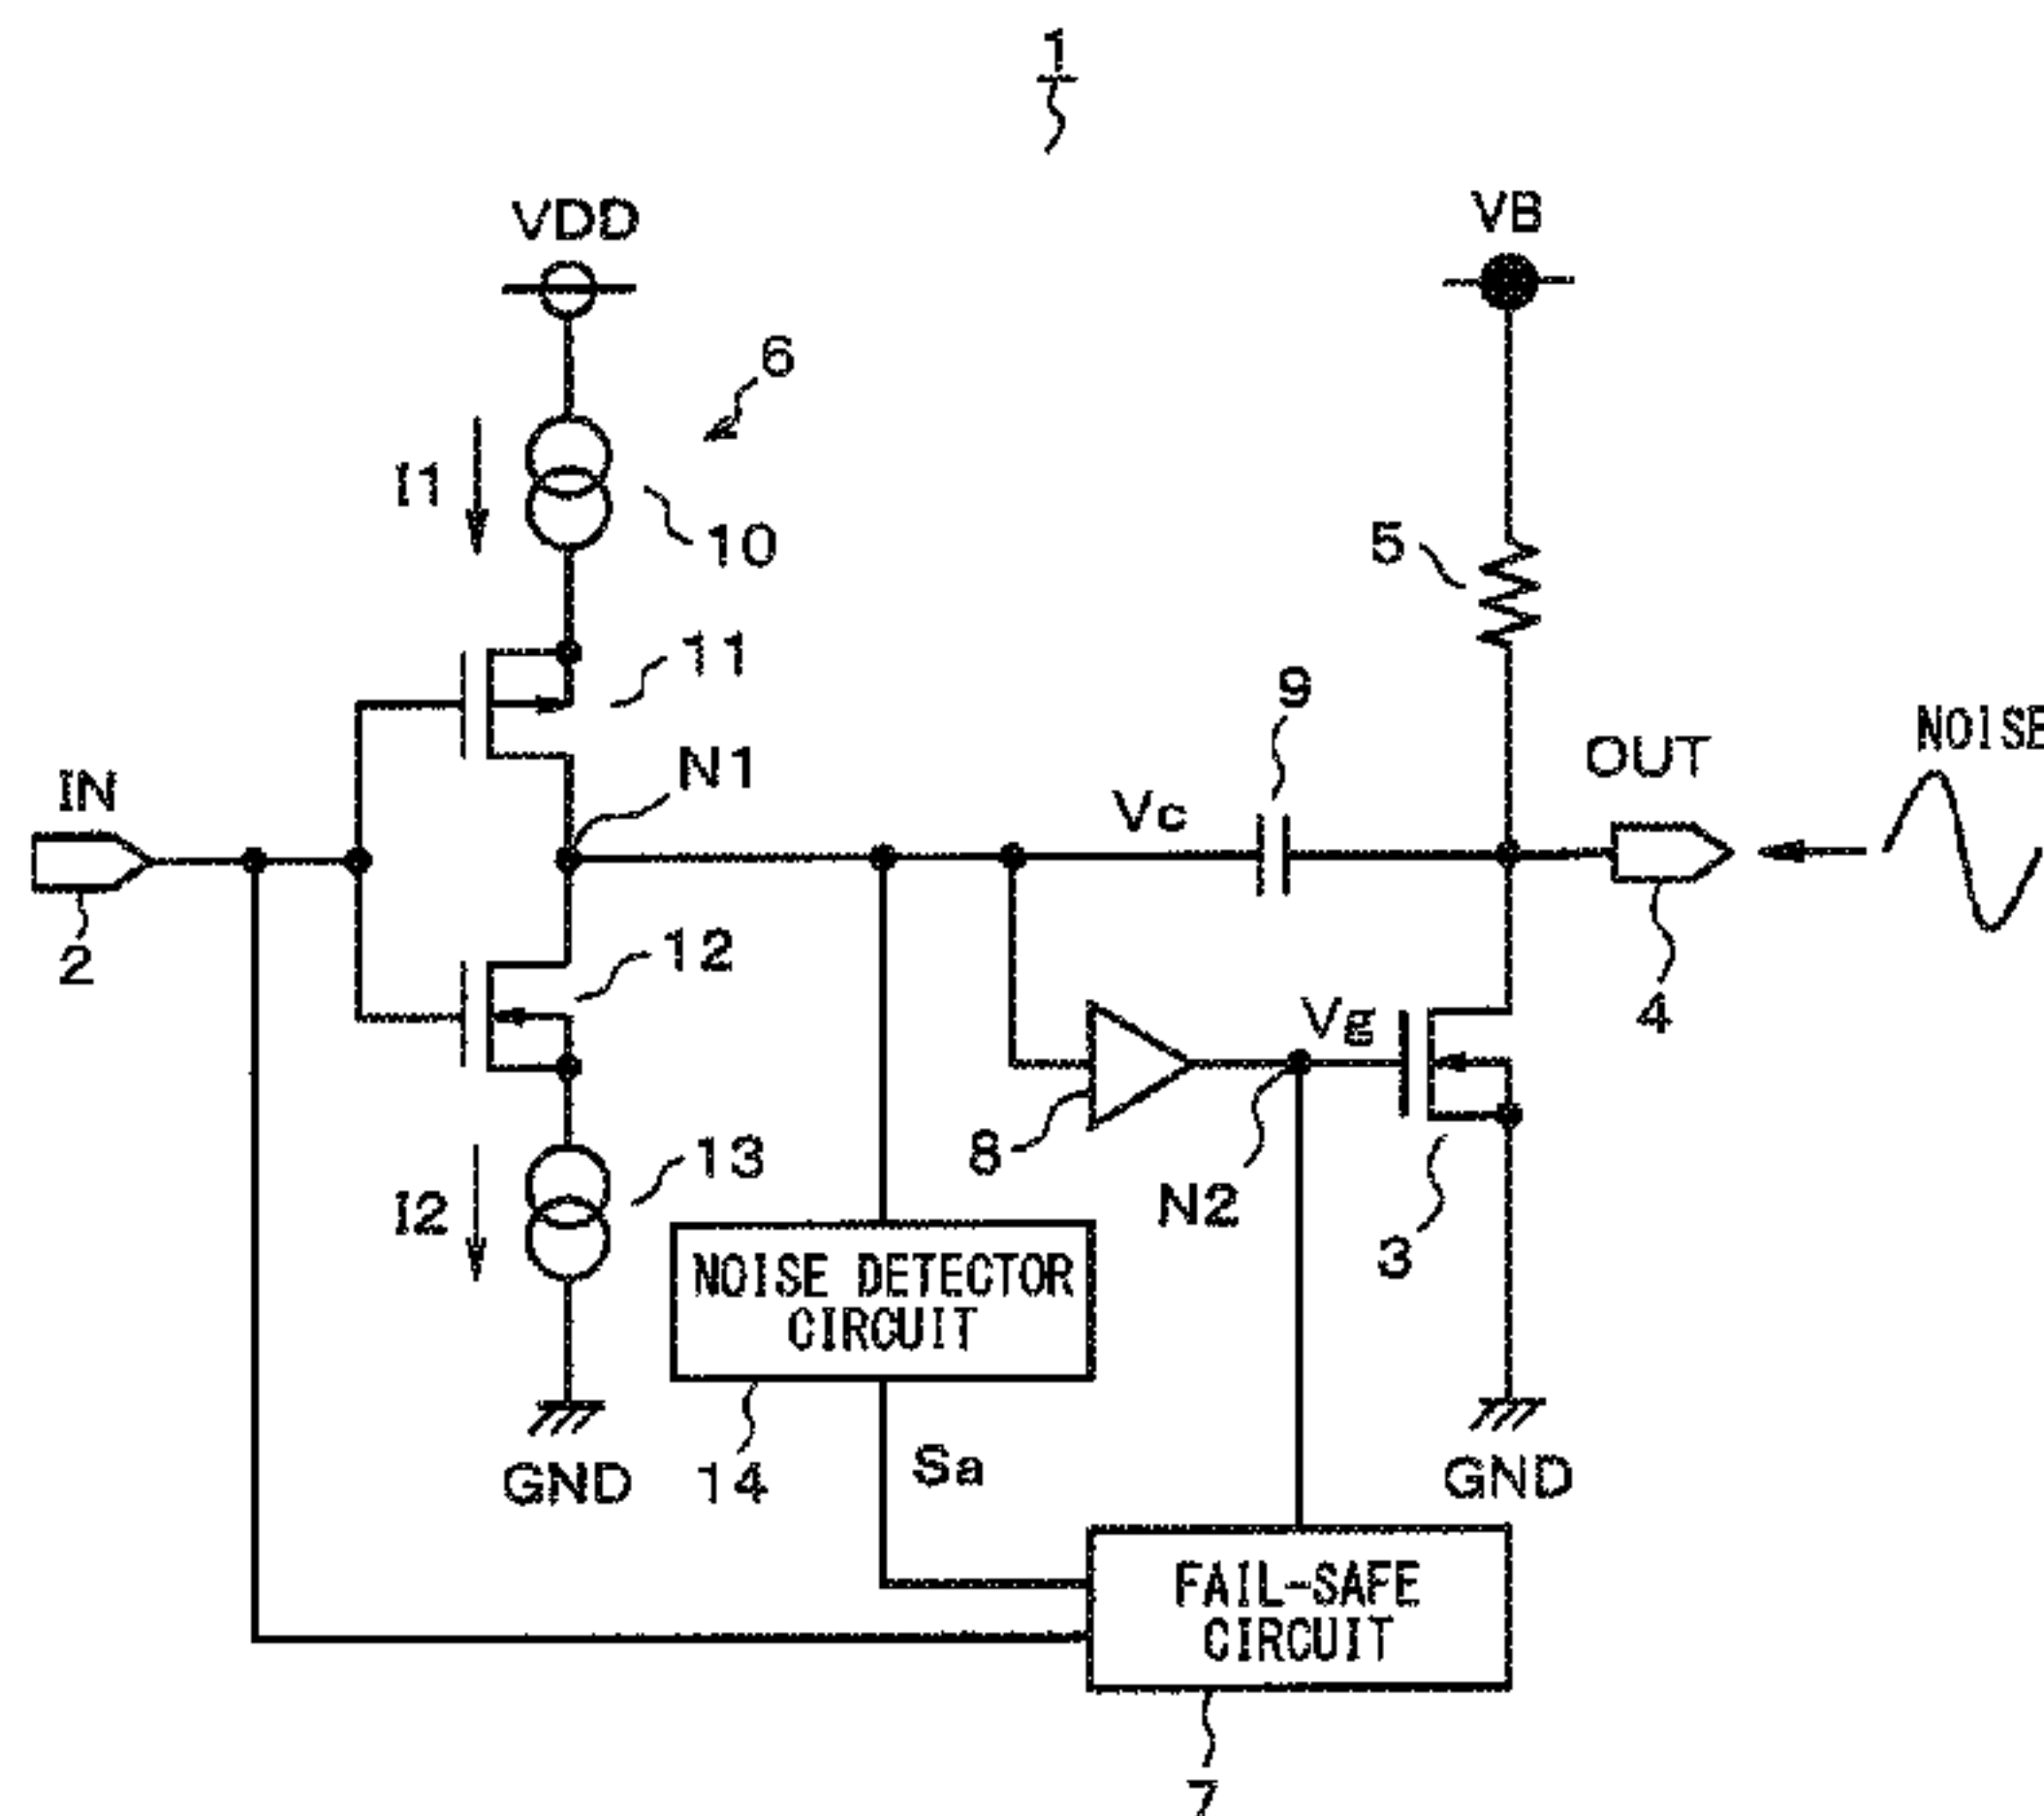 1
VDD
VB
6
I1
10
5
11
9
NOISE
IN
N1
Vc
OUT
2
12
Vg
4
8
13
I2
N2
3
NOISE DETECTOR
CIRCUIT
GND
14
Sa
GND
FAIL-SAFE
CIRCUIT
7